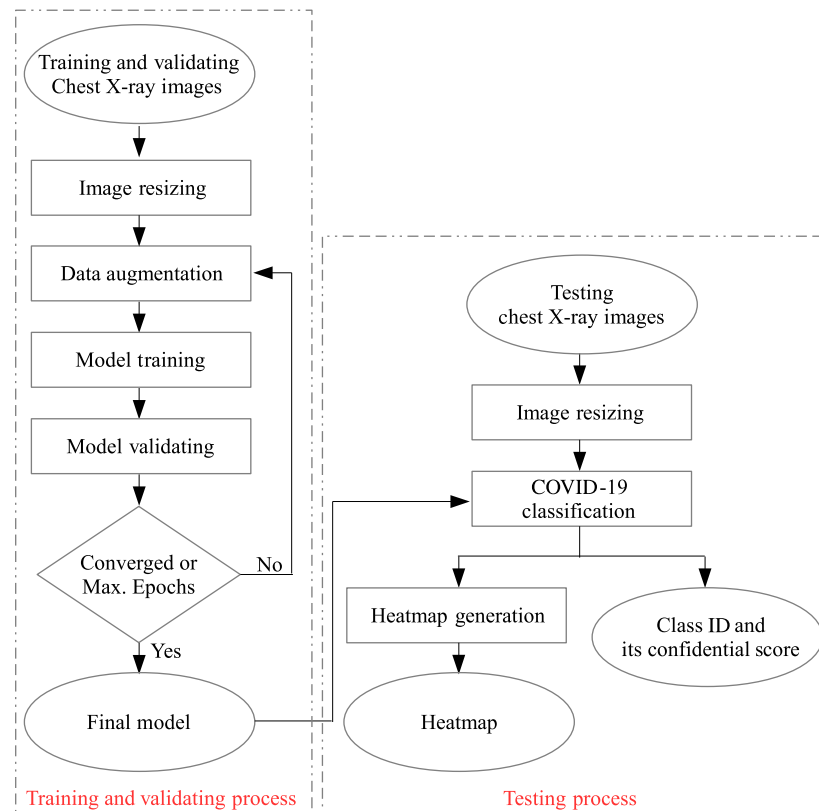 Training and validating
Chest X-ray images
Image resizing
Data augmentation
Model training
Model validating
Converged or
Max. Epochs
No
Yes
Final model
Training and validating process
Testing
chest X-ray images
Image resizing
COVID-19
classification
Heatmap generation
Class ID and
its confidential score
Heatmap
Testing process